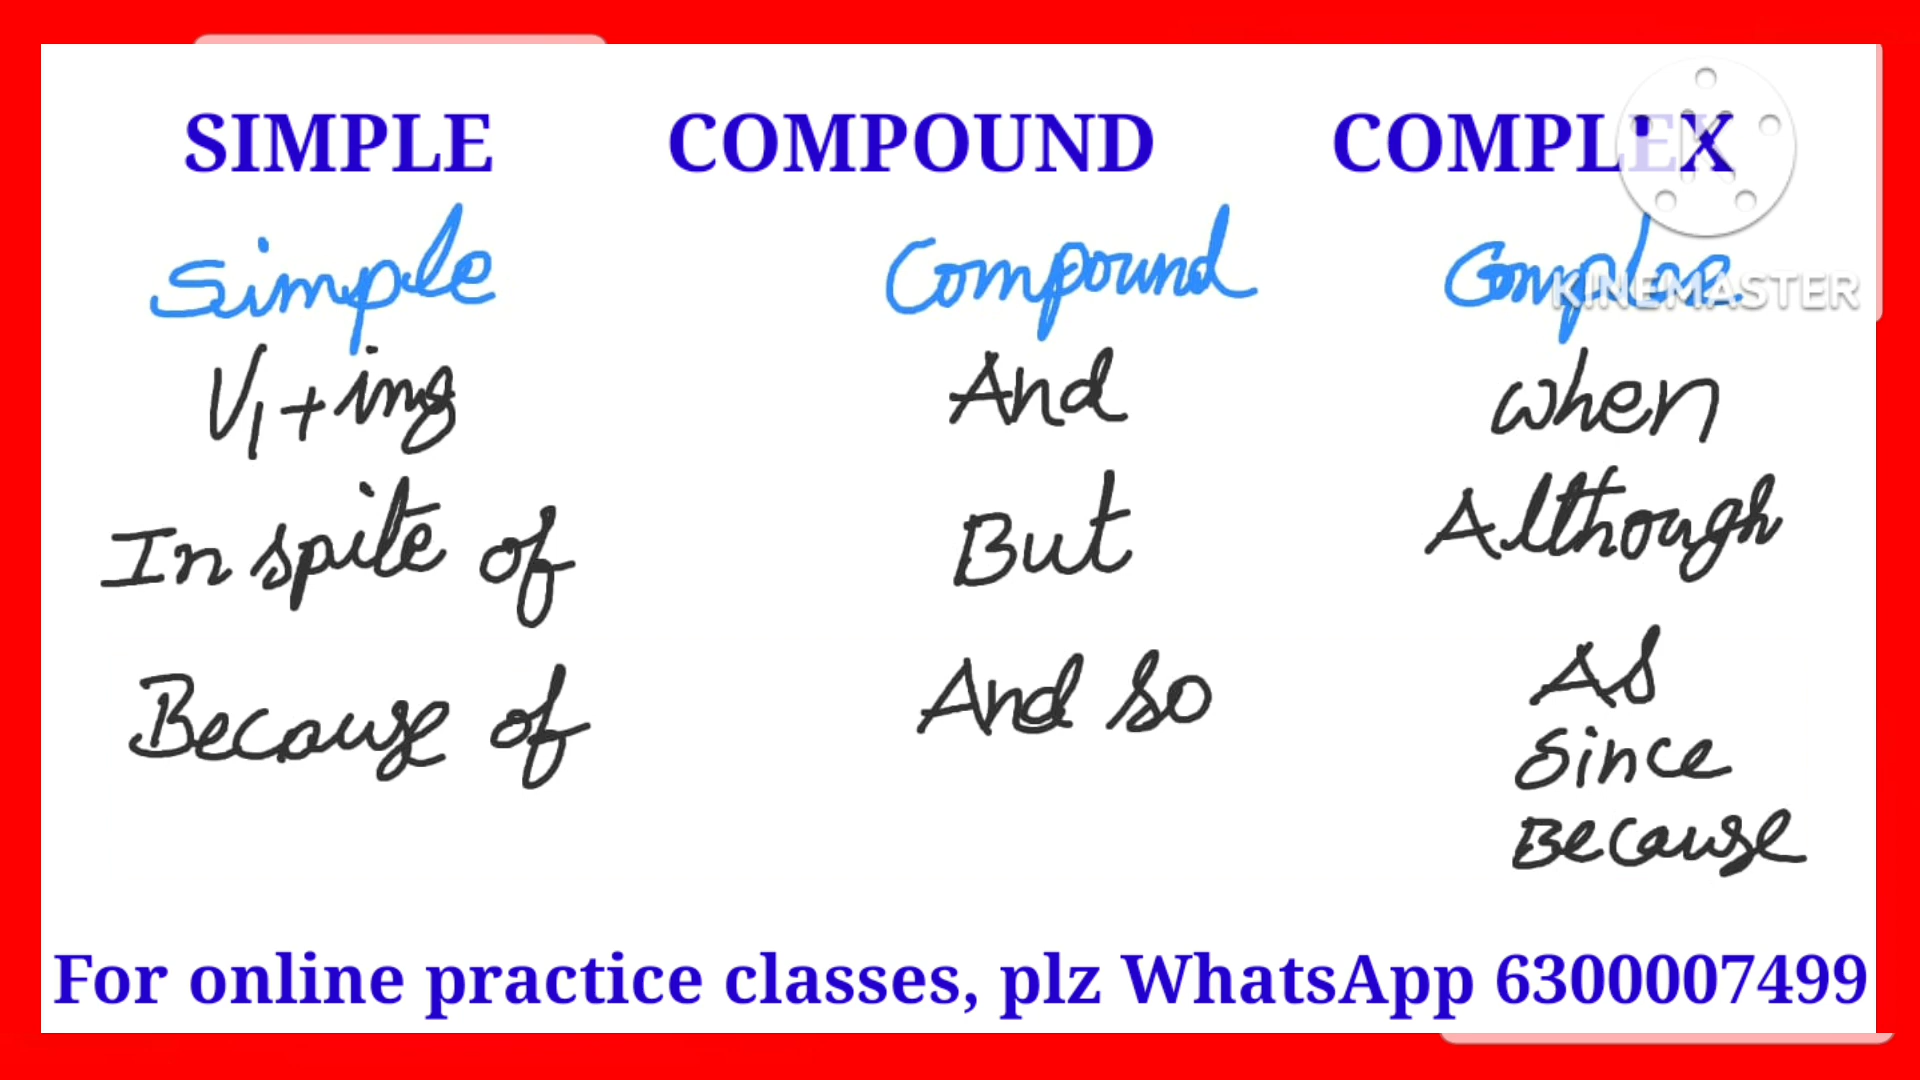 SIMPLE COMPOUND COMPLEX
Simple Compound Complex
V1+ing And when
In spite of But Although
Because of And so As
Since
Because
KINEMASTER
For online practice classes, plz WhatsApp 6300007499